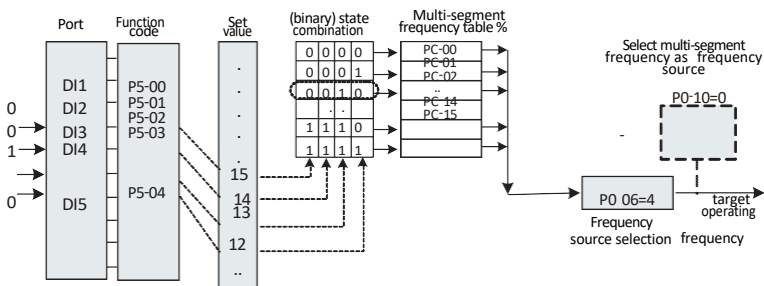 Port
Function
code
Set
value
(binary) state
combination
Multi-segment
frequency table %
Select multi-segment
frequency as frequency
source
P0-10=0
0
0
1
0
DI1
DI2
DI3
DI4
DI5
P5-00
P5-01
P5-02
P5-03
P5-04
.
.
.
.
.
.
15
14
13
12
..
0 0 0 0
0 0 0 1
0 0 1 0
. .
1 1 1 0
1 1 1 1
PC-00
PC-01
PC-02
..
PC-14
PC-15
-
P0 06=4
target
operating
Frequency
source selection frequency